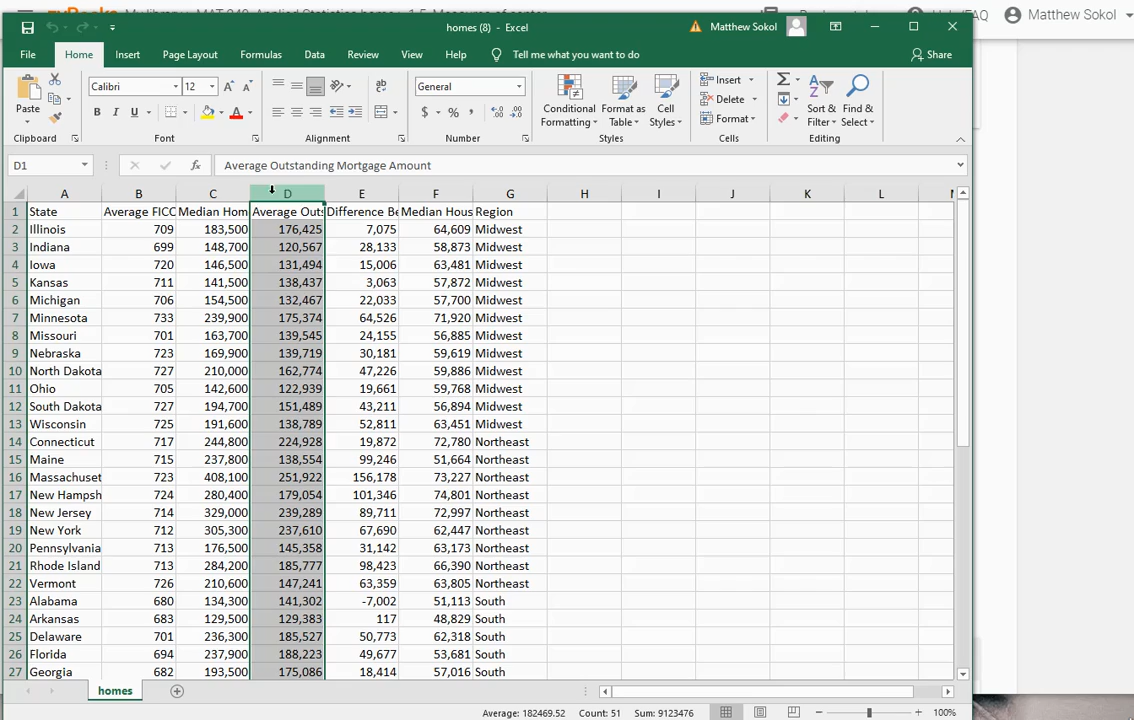 homes (8) - Excel
Matthew Sokol
Matthew Sokol
File Home Insert Page Layout Formulas Data Review View Help Tell me what you want to do Share
Paste
Calibri 12
B I U
General
$ % ,
Conditional Formatting
Format as Table
Cell Styles
Insert
Delete
Format
Sort & Filter
Find & Select
Clipboard Font Alignment Number Styles Cells Editing
D1 fx Average Outstanding Mortgage Amount
A B C D E F G H I J K L
1 State Average FICO Median Hom Average Outs Difference Be Median Hous Region
2 Illinois 709 183,500 176,425 7,075 64,609 Midwest
3 Indiana 699 148,700 120,567 28,133 58,873 Midwest
4 Iowa 720 146,500 131,494 15,006 63,481 Midwest
5 Kansas 711 141,500 138,437 3,063 57,872 Midwest
6 Michigan 706 154,500 132,467 22,033 57,700 Midwest
7 Minnesota 733 239,900 175,374 64,526 71,920 Midwest
8 Missouri 701 163,700 139,545 24,155 56,885 Midwest
9 Nebraska 723 169,900 139,719 30,181 59,619 Midwest
10 North Dakota 727 210,000 162,774 47,226 59,886 Midwest
11 Ohio 705 142,600 122,939 19,661 59,768 Midwest
12 South Dakota 727 194,700 151,489 43,211 56,894 Midwest
13 Wisconsin 725 191,600 138,789 52,811 63,451 Midwest
14 Connecticut 717 244,800 224,928 19,872 72,780 Northeast
15 Maine 715 237,800 138,554 99,246 51,664 Northeast
16 Massachuset 723 408,100 251,922 156,178 73,227 Northeast
17 New Hampsh 724 280,400 179,054 101,346 74,801 Northeast
18 New Jersey 714 329,000 239,289 89,711 72,997 Northeast
19 New York 712 305,300 237,610 67,690 62,447 Northeast
20 Pennsylvania 713 176,500 145,358 31,142 63,173 Northeast
21 Rhode Island 713 284,200 185,777 98,423 66,390 Northeast
22 Vermont 726 210,600 147,241 63,359 63,805 Northeast
23 Alabama 680 134,300 141,302 -7,002 51,113 South
24 Arkansas 683 129,500 129,383 117 48,829 South
25 Delaware 701 236,300 185,527 50,773 62,318 South
26 Florida 694 237,900 188,223 49,677 53,681 South
27 Georgia 682 193,500 175,086 18,414 57,016 South
homes
Average: 182469.52 Count: 51 Sum: 9123476 100%